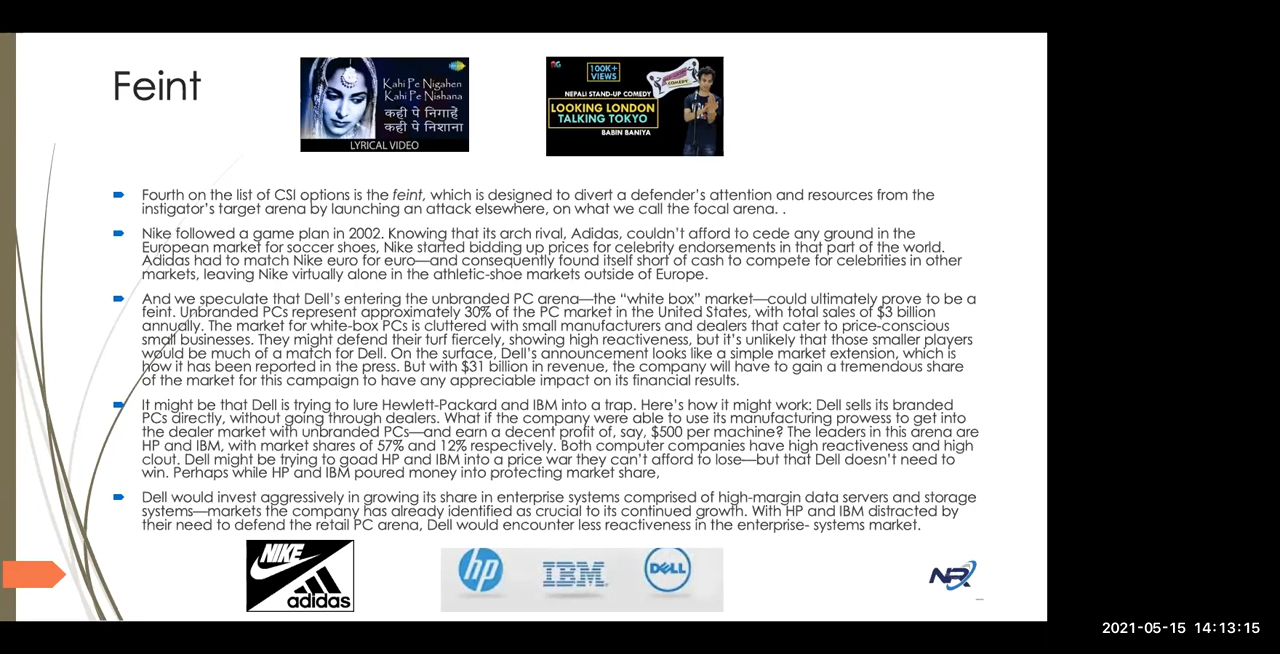 Feint
Kahi Pe Nigahen
Kahi Pe Nishana
कही पे निगाहें
कही पे निशाना
LYRICAL VIDEO
100K+
VIEWS
COMEDY
NEPALI STAND-UP COMEDY
LOOKING LONDON
TALKING TOKYO
BABIN BANIYA
Fourth on the list of CSI options is the feint, which is designed to divert a defender's attention and resources from the
instigator's target arena by launching an attack elsewhere, on what we call the focal arena. .
Nike followed a game plan in 2002. Knowing that its arch rival, Adidas, couldn't afford to cede any ground in the
European market for soccer shoes, Nike started bidding up prices for celebrity endorsements in that part of the world.
Adidas had to match Nike euro for euro—and consequently found itself short of cash to compete for celebrities in other
markets, leaving Nike virtually alone in the athletic-shoe markets outside of Europe.
And we speculate that Dell's entering the unbranded PC arena—the "white box" market—could ultimately prove to be a
feint. Unbranded PCs represent approximately 30% of the PC market in the United States, with total sales of $3 billion
annually. The market for white-box PCs is cluttered with small manufacturers and dealers that cater to price-conscious
small businesses. They might defend their turf fiercely, showing high reactiveness, but it's unlikely that those smaller players
would be much of a match for Dell. On the surface, Dell's announcement looks like a simple market extension, which is
how it has been reported in the press. But with $31 billion in revenue, the company will have to gain a tremendous share
of the market for this campaign to have any appreciable impact on its financial results.
It might be that Dell is trying to lure Hewlett-Packard and IBM into a trap. Here's how it might work: Dell sells its branded
PCs directly, without going through dealers. What if the company were able to use its manufacturing prowess to get into
the dealer market with unbranded PCs—and earn a decent profit of, say, $500 per machine? The leaders in this arena are
HP and IBM, with market shares of 57% and 12% respectively. Both computer companies have high reactiveness and high
clout. Dell might be trying to goad HP and IBM into a price war they can't afford to lose—but that Dell doesn't need to
win. Perhaps while HP and IBM poured money into protecting market share,
Dell would invest aggressively in growing its share in enterprise systems comprised of high-margin data servers and storage
systems—markets the company has already identified as crucial to its continued growth. With HP and IBM distracted by
their need to defend the retail PC arena, Dell would encounter less reactiveness in the enterprise- systems market.
NIKE
adidas
hp
IBM
DELL
2021-05-15 14:13:15